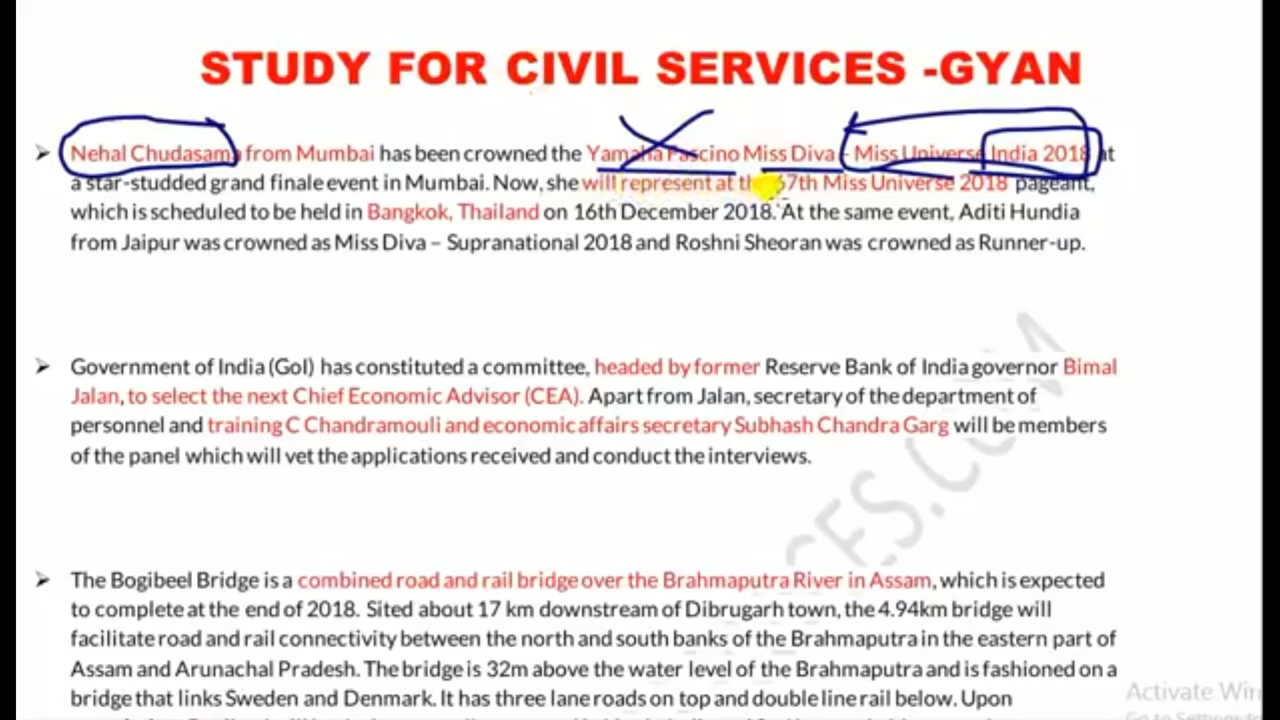 STUDY FOR CIVIL SERVICES -GYAN
➤ Nehal Chudasama from Mumbai has been crowned the Yamaha Fascino Miss Diva - Miss Universe India 2018 at
a star-studded grand finale event in Mumbai. Now, she will represent at the 67th Miss Universe 2018 pageant,
which is scheduled to be held in Bangkok, Thailand on 16th December 2018. At the same event, Aditi Hundia
from Jaipur was crowned as Miss Diva – Supranational 2018 and Roshni Sheoran was crowned as Runner-up.
➤ Government of India (GoI) has constituted a committee, headed by former Reserve Bank of India governor Bimal
Jalan, to select the next Chief Economic Advisor (CEA). Apart from Jalan, secretary of the department of
personnel and training C Chandramouli and economic affairs secretary Subhash Chandra Garg will be members
of the panel which will vet the applications received and conduct the interviews.
➤ The Bogibeel Bridge is a combined road and rail bridge over the Brahmaputra River in Assam, which is expected
to complete at the end of 2018. Sited about 17 km downstream of Dibrugarh town, the 4.94km bridge will
facilitate road and rail connectivity between the north and south banks of the Brahmaputra in the eastern part of
Assam and Arunachal Pradesh. The bridge is 32m above the water level of the Brahmaputra and is fashioned on a
bridge that links Sweden and Denmark. It has three lane roads on top and double line rail below. Upon
CES.COM
Activate Win